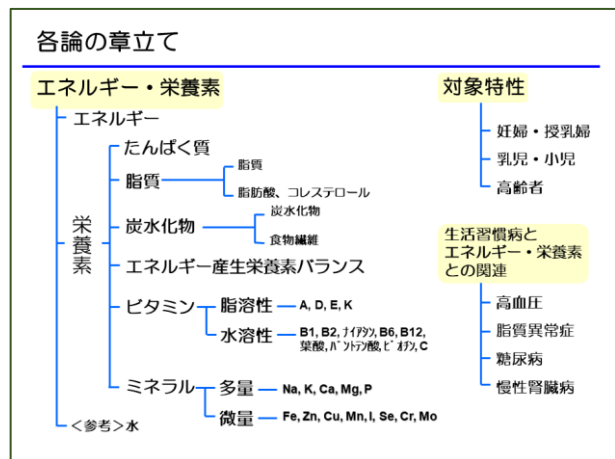 各論の章立て
エネルギー・栄養素
エネルギー
栄養素
たんぱく質
脂質
脂質
脂肪酸、コレステロール
炭水化物
炭水化物
食物繊維
エネルギー産生栄養素バランス
ビタミン
脂溶性
A, D, E, K
水溶性
B1, B2, ナイアシン, B6, B12,
葉酸, パントテン酸, ビオチン, C
ミネラル
多量
Na, K, Ca, Mg, P
微量
Fe, Zn, Cu, Mn, I, Se, Cr, Mo
<参考>水
対象特性
妊婦・授乳婦
乳児・小児
高齢者
生活習慣病と
エネルギー・栄養素
との関連
高血圧
脂質異常症
糖尿病
慢性腎臓病